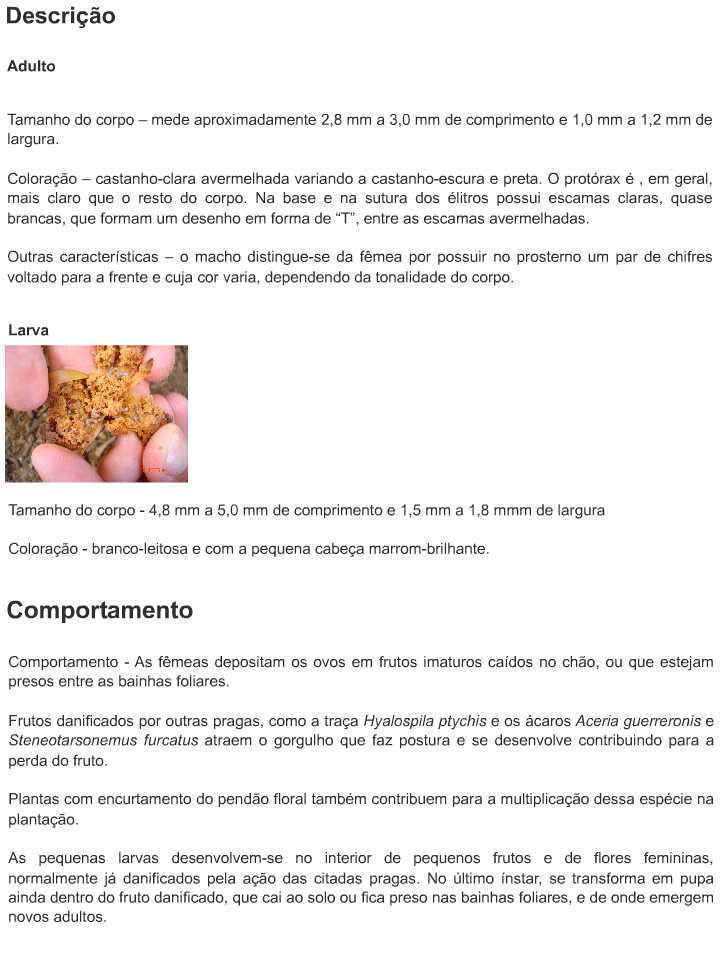 Descrição
Adulto
Tamanho do corpo – mede aproximadamente 2,8 mm a 3,0 mm de comprimento e 1,0 mm a 1,2 mm de
largura.
Coloração – castanho-clara avermelhada variando a castanho-escura e preta. O protórax é , em geral,
mais claro que o resto do corpo. Na base e na sutura dos élitros possui escamas claras, quase
brancas, que formam um desenho em forma de “T”, entre as escamas avermelhadas.
Outras características – o macho distingue-se da fêmea por possuir no prosterno um par de chifres
voltado para a frente e cuja cor varia, dependendo da tonalidade do corpo.
Larva
Tamanho do corpo - 4,8 mm a 5,0 mm de comprimento e 1,5 mm a 1,8 mmm de largura
Coloração - branco-leitosa e com a pequena cabeça marrom-brilhante.
Comportamento
Comportamento - As fêmeas depositam os ovos em frutos imaturos caídos no chão, ou que estejam
presos entre as bainhas foliares.
Frutos danificados por outras pragas, como a traça Hyalospila ptychis e os ácaros Aceria guerreronis e
Steneotarsonemus furcatus atraem o gorgulho que faz postura e se desenvolve contribuindo para a
perda do fruto.
Plantas com encurtamento do pendão floral também contribuem para a multiplicação dessa espécie na
plantação.
As pequenas larvas desenvolvem-se no interior de pequenos frutos e de flores femininas,
normalmente já danificados pela ação das citadas pragas. No último ínstar, se transforma em pupa
ainda dentro do fruto danificado, que cai ao solo ou fica preso nas bainhas foliares, e de onde emergem
novos adultos.